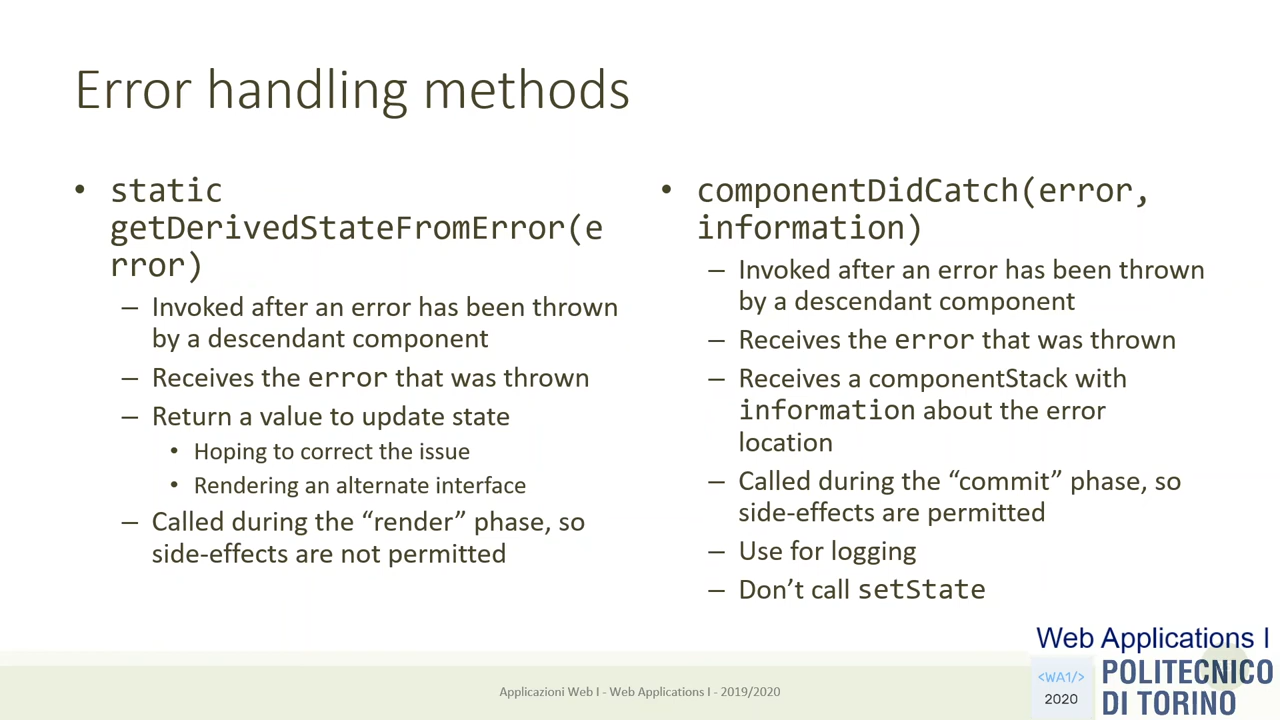 Error handling methods
• static
getDerivedStateFromError(e
rror)
– Invoked after an error has been thrown
by a descendant component
– Receives the error that was thrown
– Return a value to update state
• Hoping to correct the issue
• Rendering an alternate interface
– Called during the “render” phase, so
side-effects are not permitted
• componentDidCatch(error,
information)
– Invoked after an error has been thrown
by a descendant component
– Receives the error that was thrown
– Receives a componentStack with
information about the error
location
– Called during the “commit” phase, so
side-effects are permitted
– Use for logging
– Don’t call setState
Applicazioni Web I - Web Applications I - 2019/2020
Web Applications I
<WA1/>
2020
POLITECNICO
DI TORINO